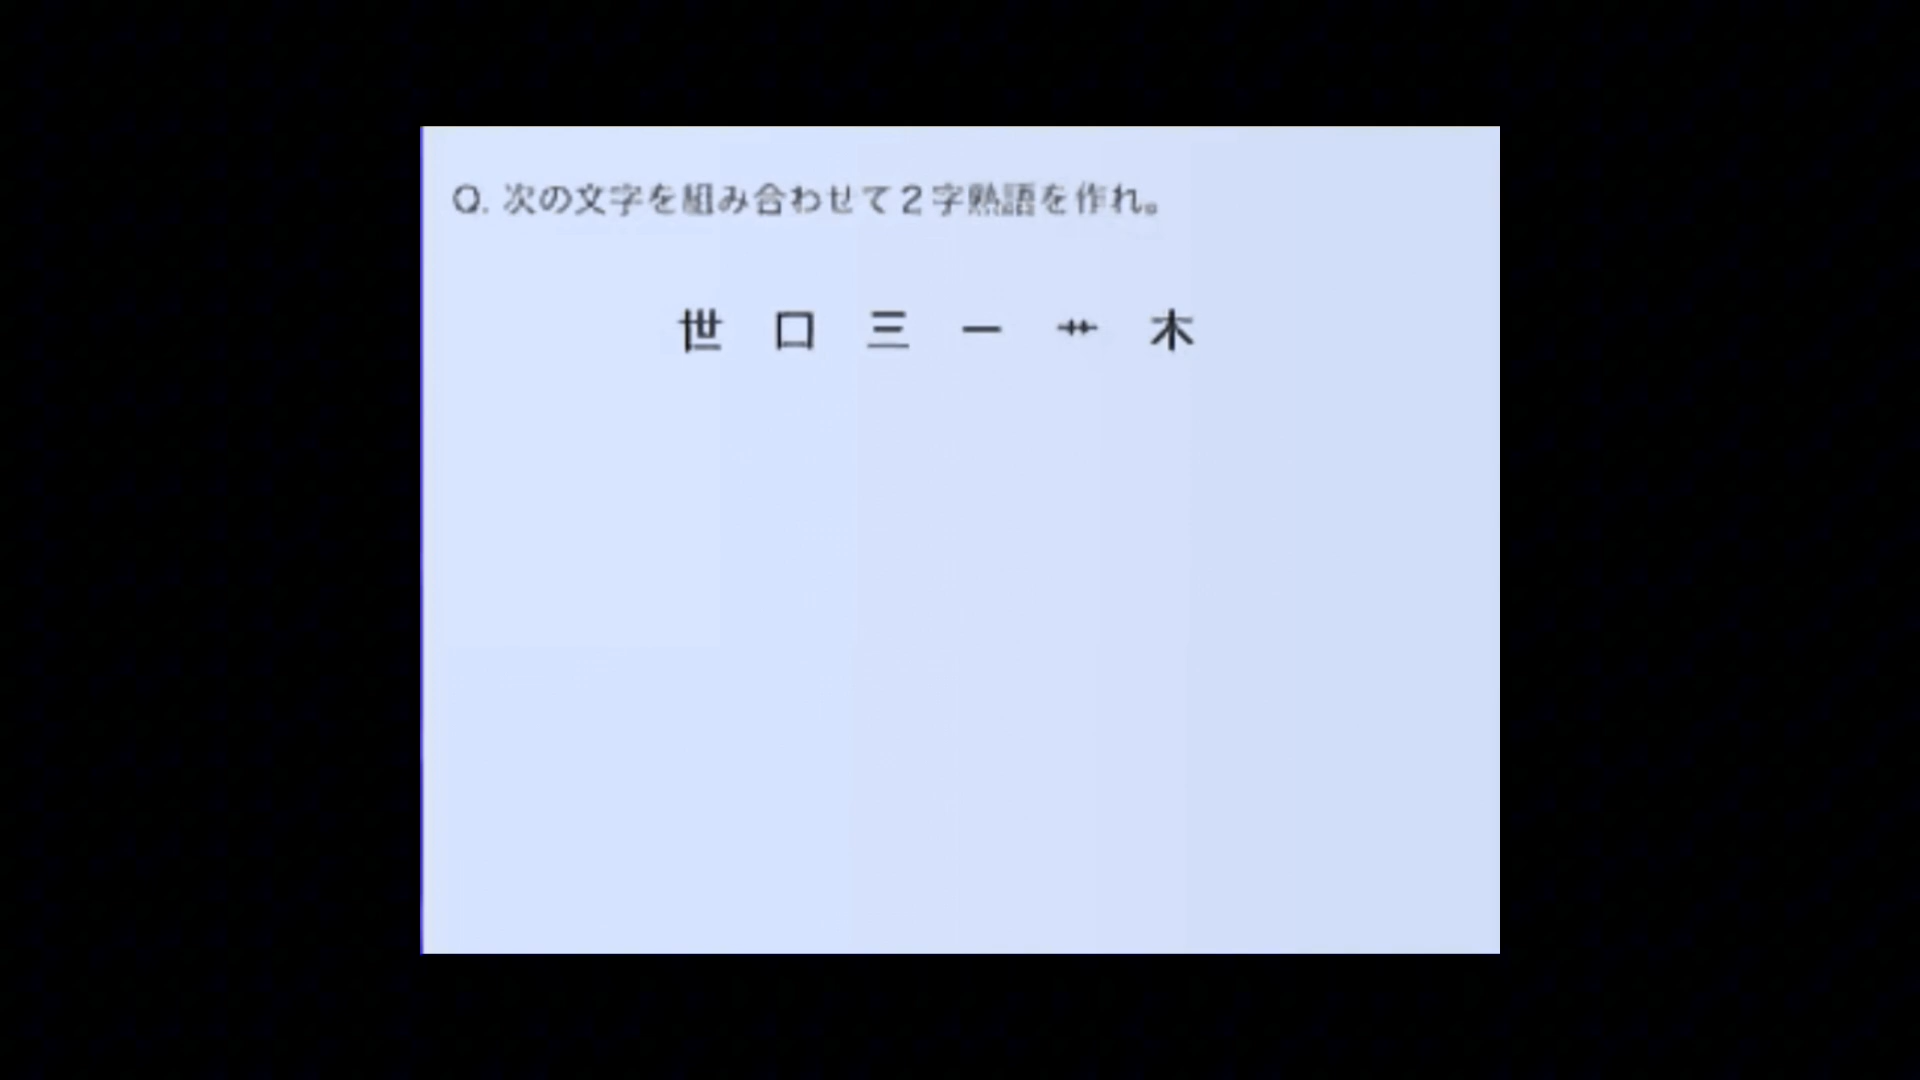 Q. 次の文字を組み合わせて2字熟語を作れ。
世 口 三 一 艹 木